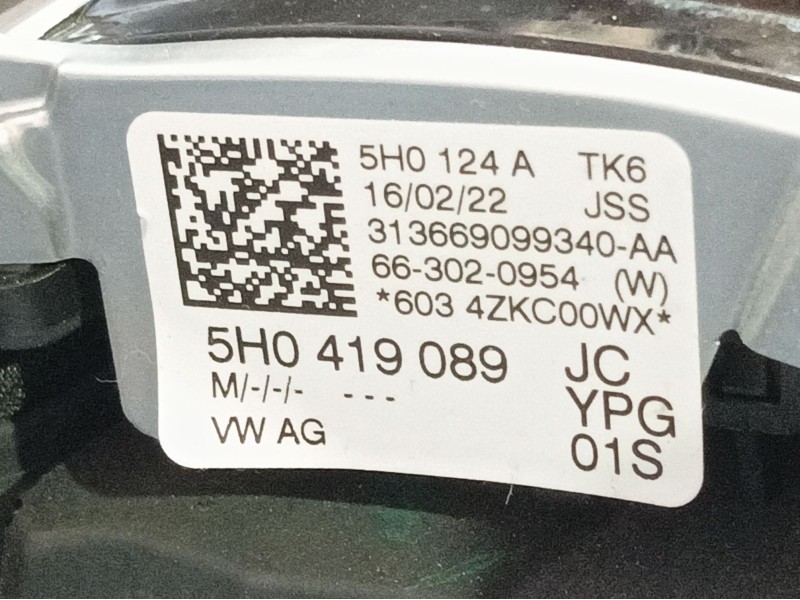 5H0 124 A TK6
16/02/22 JSS
313669099340-AA
66-302-0954 (W)
*603 4ZKC00WX*
5H0 419 089 JC
M/-/-/- --- YPG
VW AG 01S